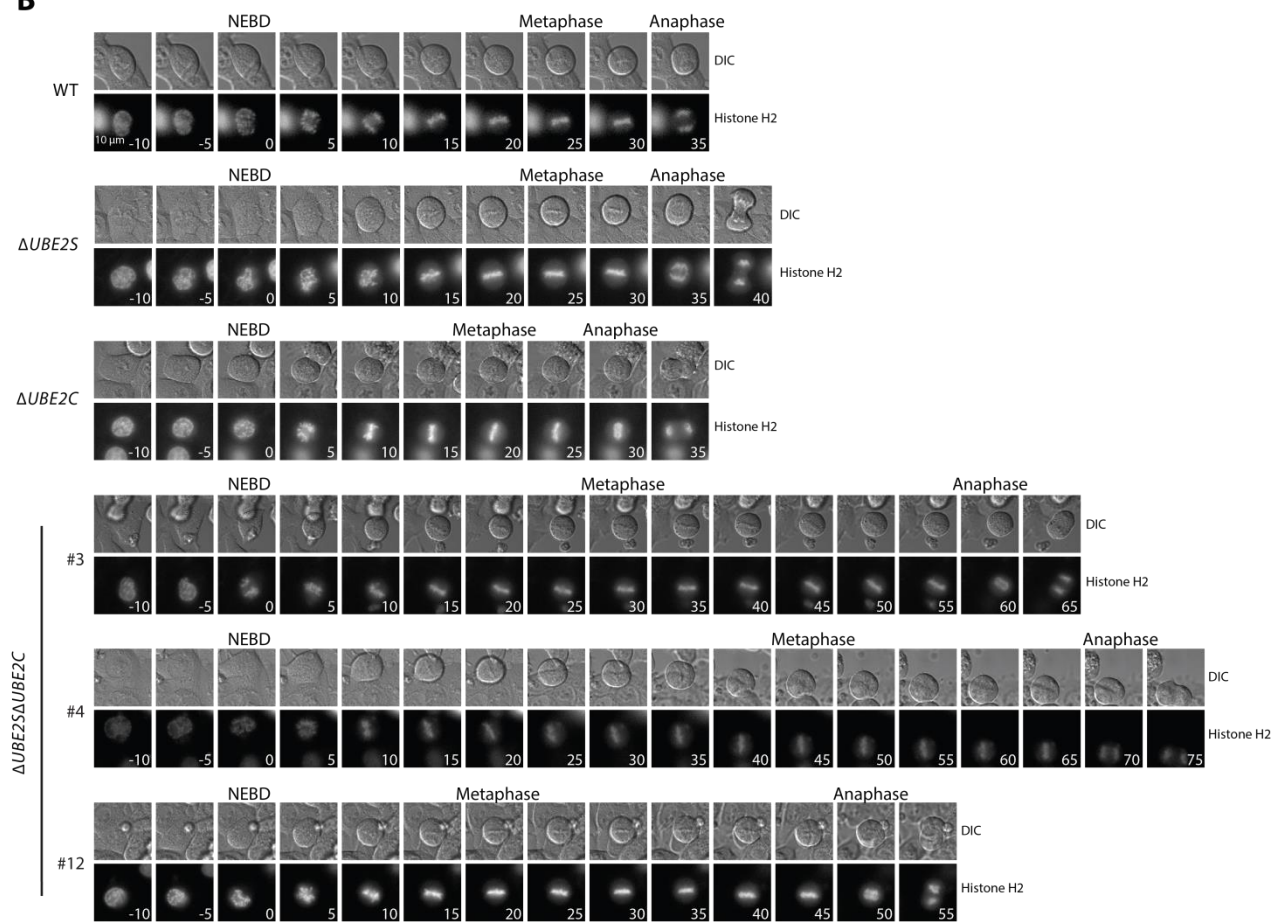 B
NEBD Metaphase Anaphase
WT
DIC
10 µm -10 -5 0 5 10 15 20 25 30 35
Histone H2
NEBD Metaphase Anaphase
ΔUBE2S
DIC
-10 -5 0 5 10 15 20 25 30 35 40
Histone H2
NEBD Metaphase Anaphase
ΔUBE2C
DIC
-10 -5 0 5 10 15 20 25 30 35
Histone H2
ΔUBE2SΔUBE2C
NEBD Metaphase Anaphase
#3
DIC
-10 -5 0 5 10 15 20 25 30 35 40 45 50 55 60 65
Histone H2
NEBD Metaphase Anaphase
#4
DIC
-10 -5 0 5 10 15 20 25 30 35 40 45 50 55 60 65 70 75
Histone H2
NEBD Metaphase Anaphase
#12
DIC
-10 -5 0 5 10 15 20 25 30 35 40 45 50 55
Histone H2